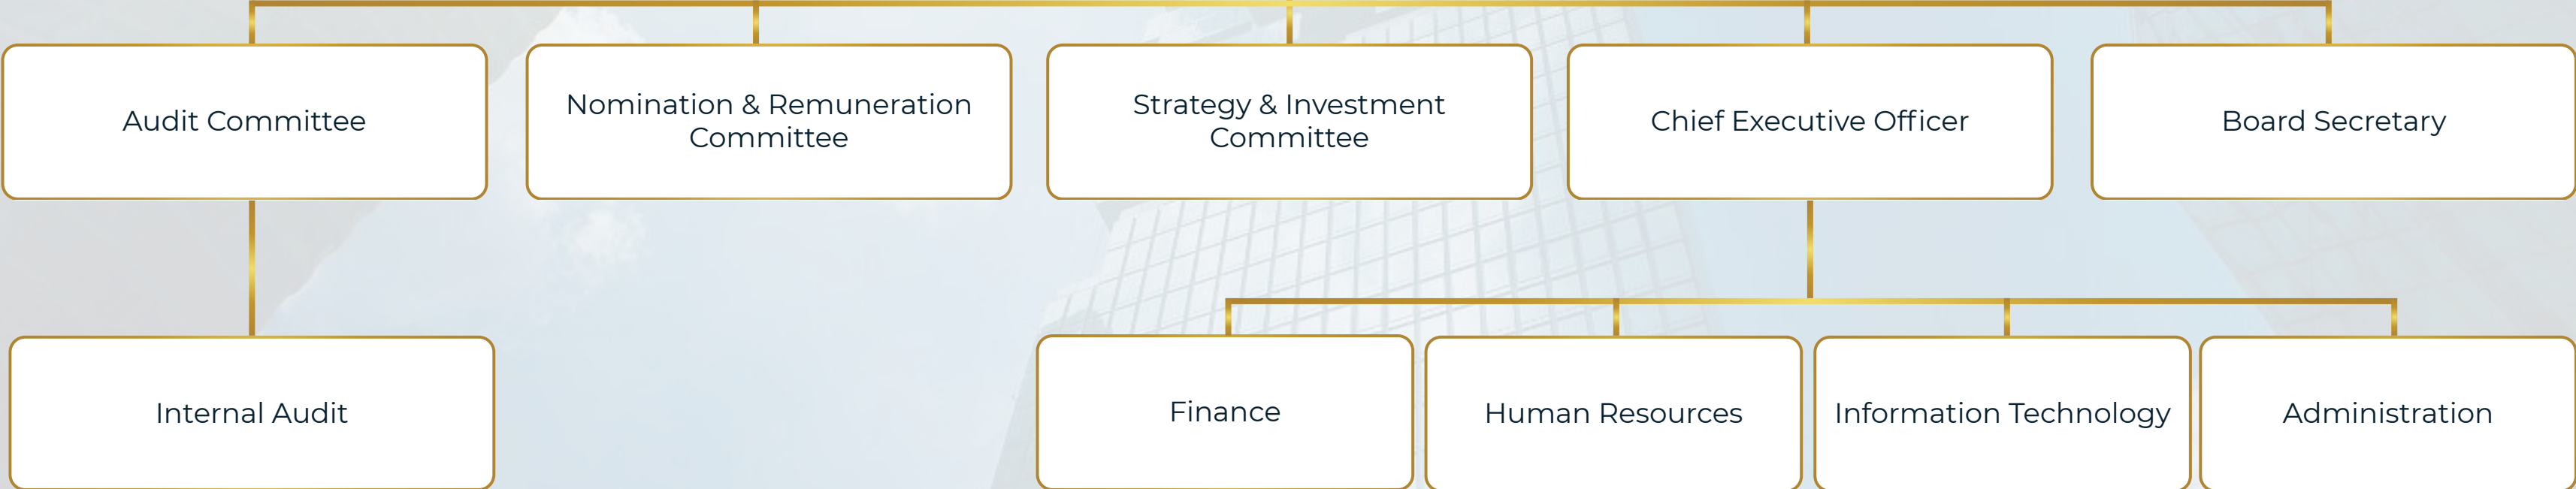 Audit Committee
Nomination & Remuneration
Committee
Strategy & Investment
Committee
Chief Executive Officer
Board Secretary
Internal Audit
Finance
Human Resources
Information Technology
Administration